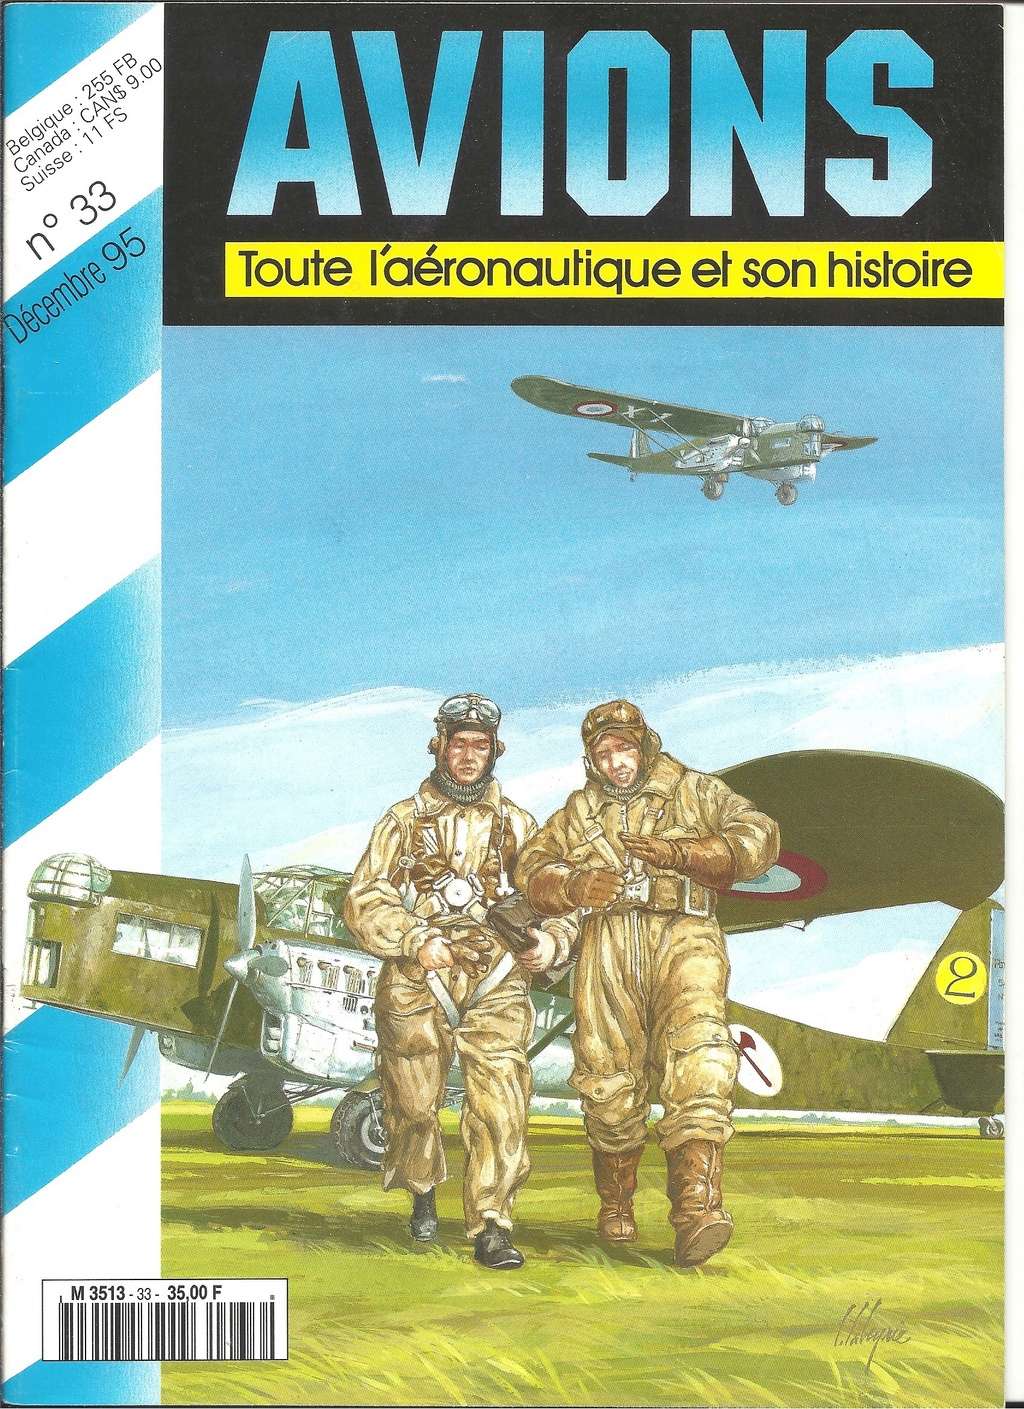 AVIONS
Toute l'aéronautique et son histoire
Belgique : 255 FB
Canada : CAN$ 9.00
Suisse : 11 FS
n° 33
Décembre 95
2
M 3513 - 33 - 35,00 F